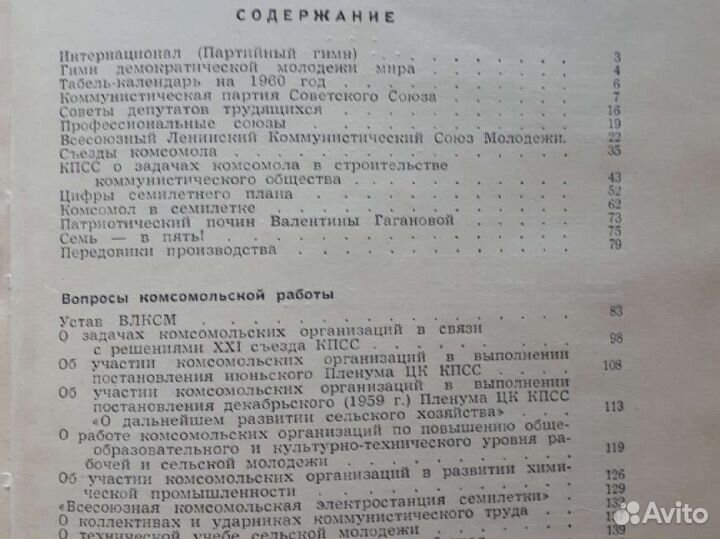 СОДЕРЖАНИЕ
Интернационал (Партийный гимн) . . . . . . . . 3
Гимн демократической молодежи мира . . . . . . . 4
Табель-календарь на 1960 год . . . . . . . . . 6
Коммунистическая партия Советского Союза . . . . . . 7
Советы депутатов трудящихся . . . . . . . . . 16
Профессиональные союзы . . . . . . . . . . 19
Всесоюзный Ленинский Коммунистический Союз Молодежи. . . 22
Съезды комсомола . . . . . . . . . . . 35
КПСС о задачах комсомола в строительстве
коммунистического общества . . . . . . . . . 43
Цифры семилетнего плана . . . . . . . . . . 52
Комсомол в семилетке . . . . . . . . . . . 62
Патриотический почин Валентины Гагановой . . . . . . 73
Семь — в пять! . . . . . . . . . . . . 75
Передовики производства . . . . . . . . . . 79
Вопросы комсомольской работы
Устав ВЛКСМ . . . . . . . . . . . . . 83
О задачах комсомольских организаций в связи
с решениями XXI съезда КПСС . . . . . . . . 98
Об участии комсомольских организаций в выполнении
постановления июньского Пленума ЦК КПСС . . . . 108
Об участии комсомольских организаций в выполнении
постановления декабрьского (1959 г.) Пленума ЦК КПСС
«О дальнейшем развитии сельского хозяйства» . . . 113
О работе комсомольских организаций по повышению обще-
образовательного и культурно-технического уровня ра-
бочей и сельской молодежи . . . . . . . . 119
Об участии комсомольских организаций в развитии хими-
ческой промышленности . . . . . . . . . 126
«Всесоюзная комсомольская электростанция семилетки» . . 129
О коллективах и ударниках коммунистического труда . . 132
О технической учебе сельской молодежи
139
Avito